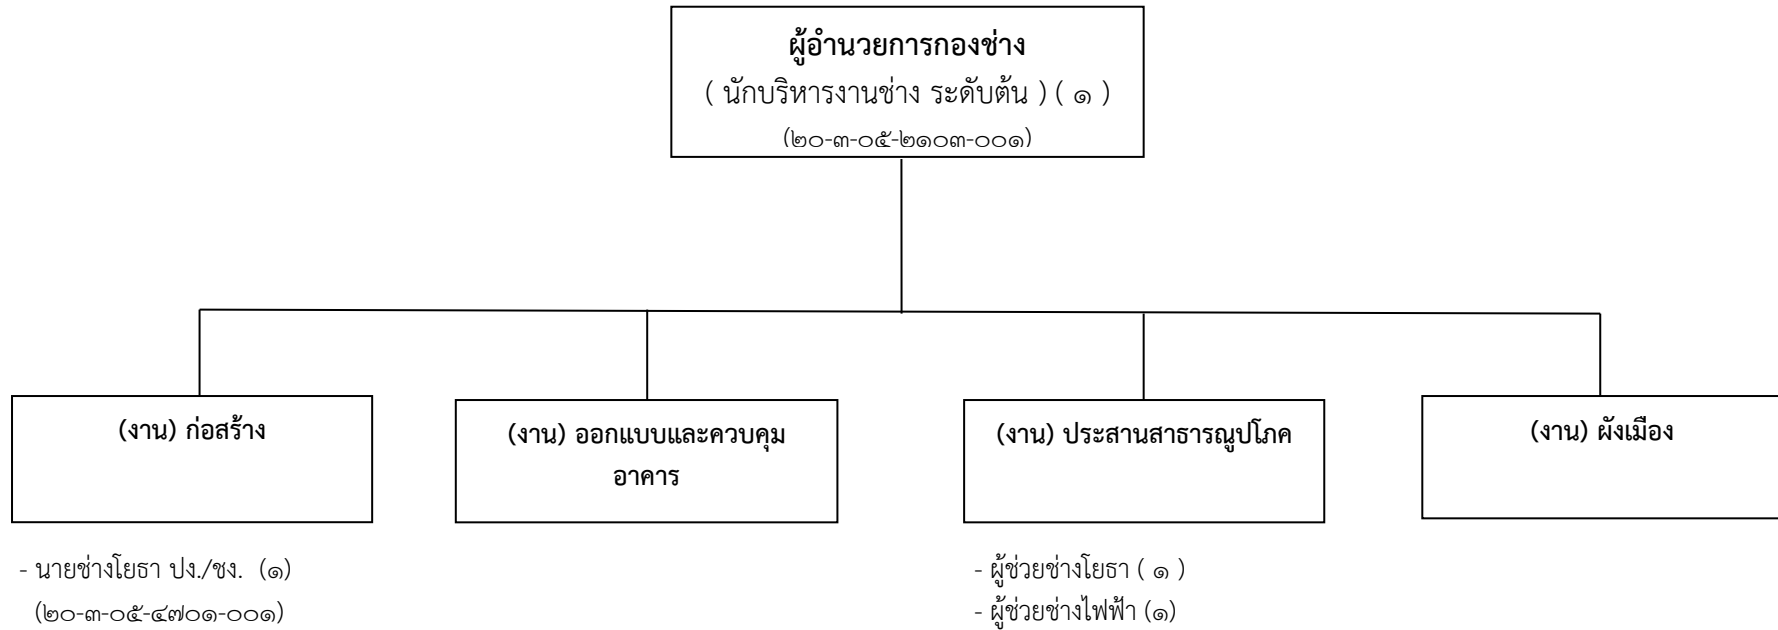 ผู้อำนวยการกองช่าง
( นักบริหารงานช่าง ระดับต้น ) ( ๑ )
(๒๐-๓-๐๕-๒๑๐๓-๐๐๑)
(งาน) ก่อสร้าง
(งาน) ออกแบบและควบคุม
อาคาร
(งาน) ประสานสาธารณูปโภค
(งาน) ผังเมือง
- นายช่างโยธา ปง./ชง. (๑)
(๒๐-๓-๐๕-๔๗๐๑-๐๐๑)
- ผู้ช่วยช่างโยธา ( ๑ )
- ผู้ช่วยช่างไฟฟ้า (๑)